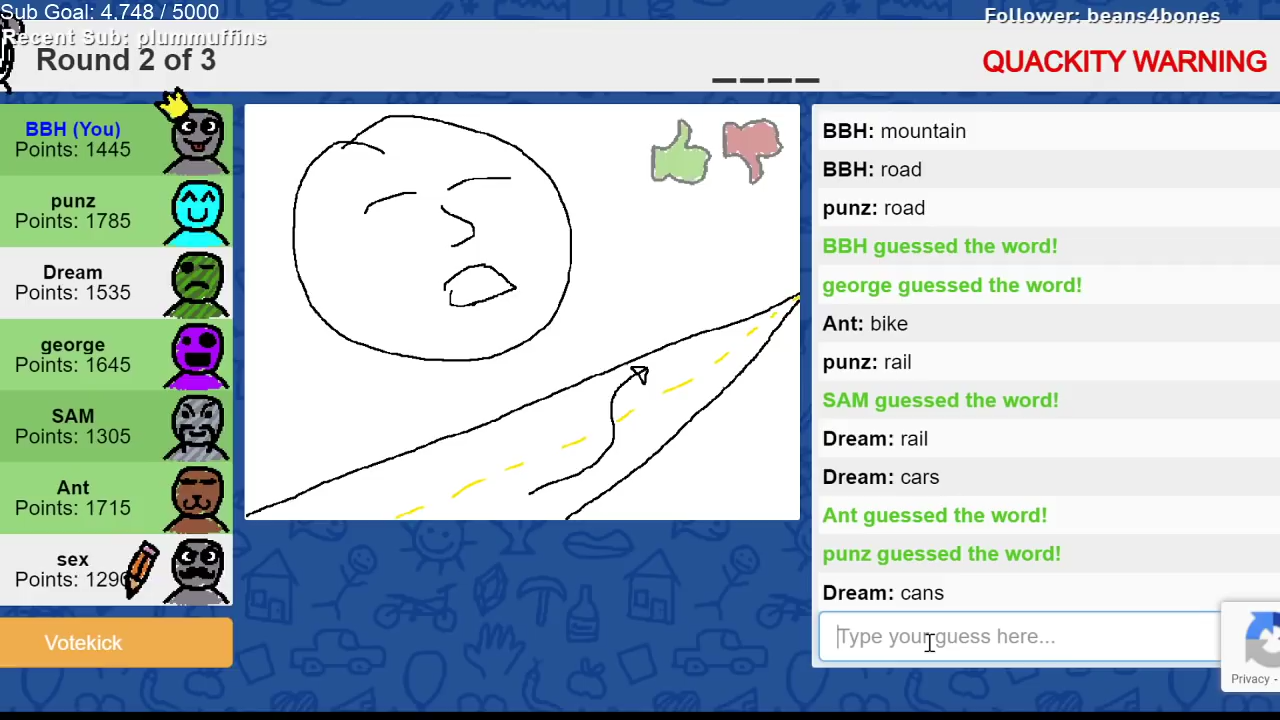 Sub Goal: 4,748 / 5000
Follower: beans4bones
Recent Sub: plummuffins
Round 2 of 3
_ _ _ _
QUACKITY WARNING
BBH (You)
Points: 1445
punz
Points: 1785
Dream
Points: 1535
george
Points: 1645
SAM
Points: 1305
Ant
Points: 1715
sex
Points: 1290
Votekick
BBH: mountain
BBH: road
punz: road
BBH guessed the word!
george guessed the word!
Ant: bike
punz: rail
SAM guessed the word!
Dream: rail
Dream: cars
Ant guessed the word!
punz guessed the word!
Dream: cans
Type your guess here...
Privacy -